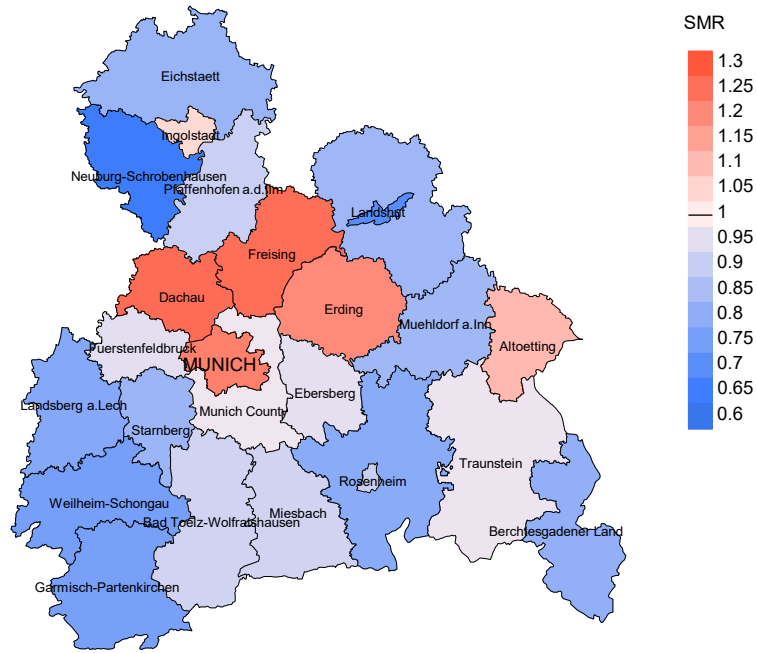 SMR
1.3
1.25
1.2
1.15
1.1
1.05
1
0.95
0.9
0.85
0.8
0.75
0.7
0.65
0.6
Eichstaett
Ingolstadt
Neuburg-Schrobenhausen
Pfaffenhofen a.d.Ilm
Landshut
Freising
Dachau
Erding
Muehldorf a.Inn
Altoetting
Fuerstenfeldbruck
MUNICH
Ebersberg
Landsberg a.Lech
Munich County
Starnberg
Traunstein
Rosenheim
Weilheim-Schongau
Miesbach
Bad Toelz-Wolfratshausen
Berchtesgadener Land
Garmisch-Partenkirchen